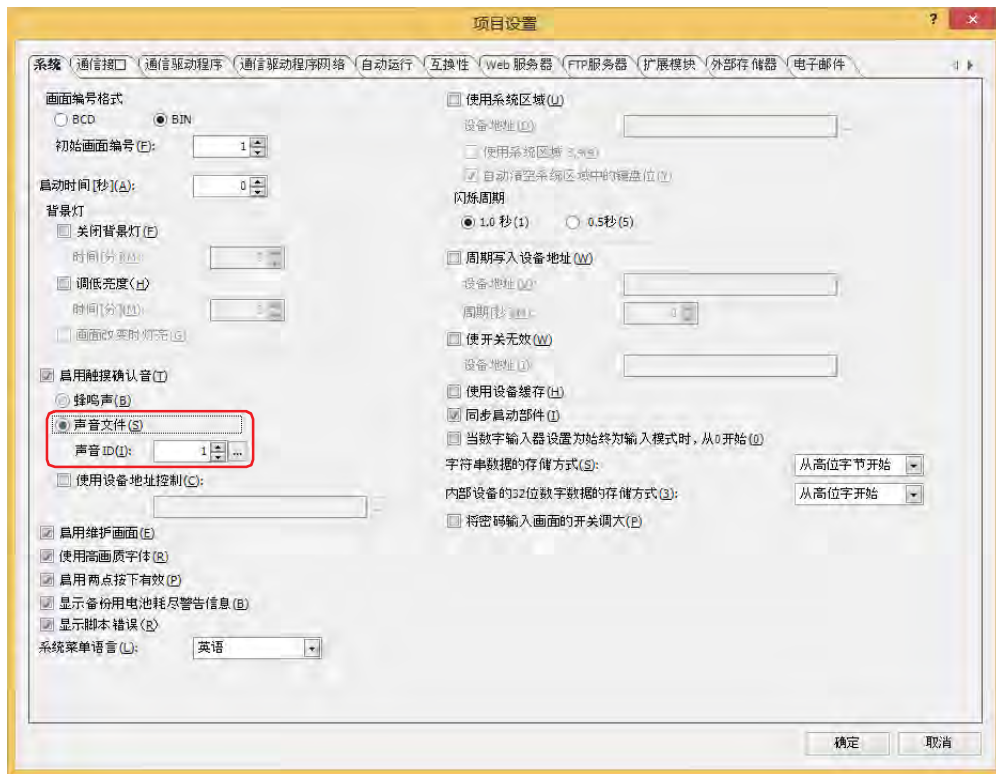 项目设置
?
×
系统 通信接口 通信驱动程序 通信驱动程序网络 自动运行 互换性 Web 服务器 FTP服务器 扩展模块 外部存储器 电子邮件
画面编号格式
BCD BIN
初始画面编号(F): 1
启动时间[秒](A): 0
背景灯
关闭背景灯(F)
时间[分](M):
调低亮度(H)
时间[分](M):
画面改变时灯亮(G)
启用触摸确认音(T)
蜂鸣声(B)
声音文件(S)
声音ID(I): 1 ...
使用设备地址控制(C):
启用维护画面(E)
使用高画质字体(R)
启用两点按下有效(P)
显示备份用电池耗尽警告信息(B)
显示脚本错误(R)
系统菜单语言(L): 英语
使用系统区域(U)
设备地址(D)
使用系统区域
自动清空系统区域中的键盘位(Y)
闪烁周期
1.0 秒(1) 0.5秒(5)
周期写入设备地址(W)
设备地址(V):
周期[秒](M): 0
使开关无效(W)
设备地址(I)
使用设备缓存(H)
同步启动部件(I)
当数字输入器设置为始终为输入模式时，从0开始(0)
字符串数据的存储方式(S): 从高位字节开始
内部设备的32位数字数据的存储方式(3): 从高位字开始
将密码输入画面的开关调大(P)
确定 取消